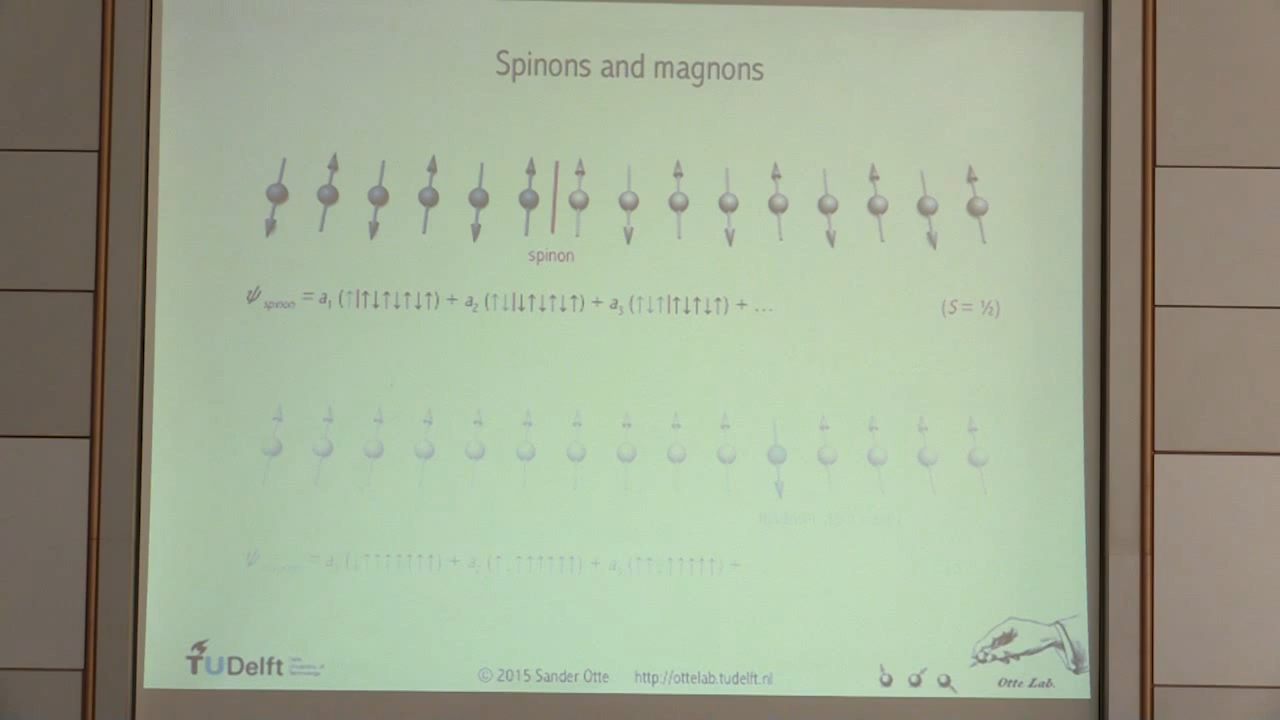 Spinons and magnons
spinon
ψ spinon = a₁ (↑|↑↓↑↓↑↓↑) + a₂ (↑↓|↓↑↓↑↓↑) + a₃ (↑↓↑|↑↓↑↓↑) + ...
(S = ½)
TUDelft
© 2015 Sander Otte http://ottelab.tudelft.nl
Otte Lab.